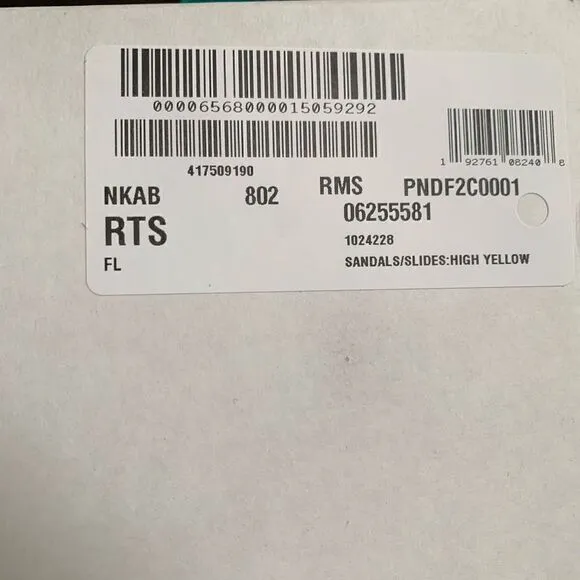 00006568000015059292
417509190
1 92761 08240 8
NKAB 802 RMS PNDF2C0001
RTS 06255581
1024228
FL SANDALS/SLIDES:HIGH YELLOW